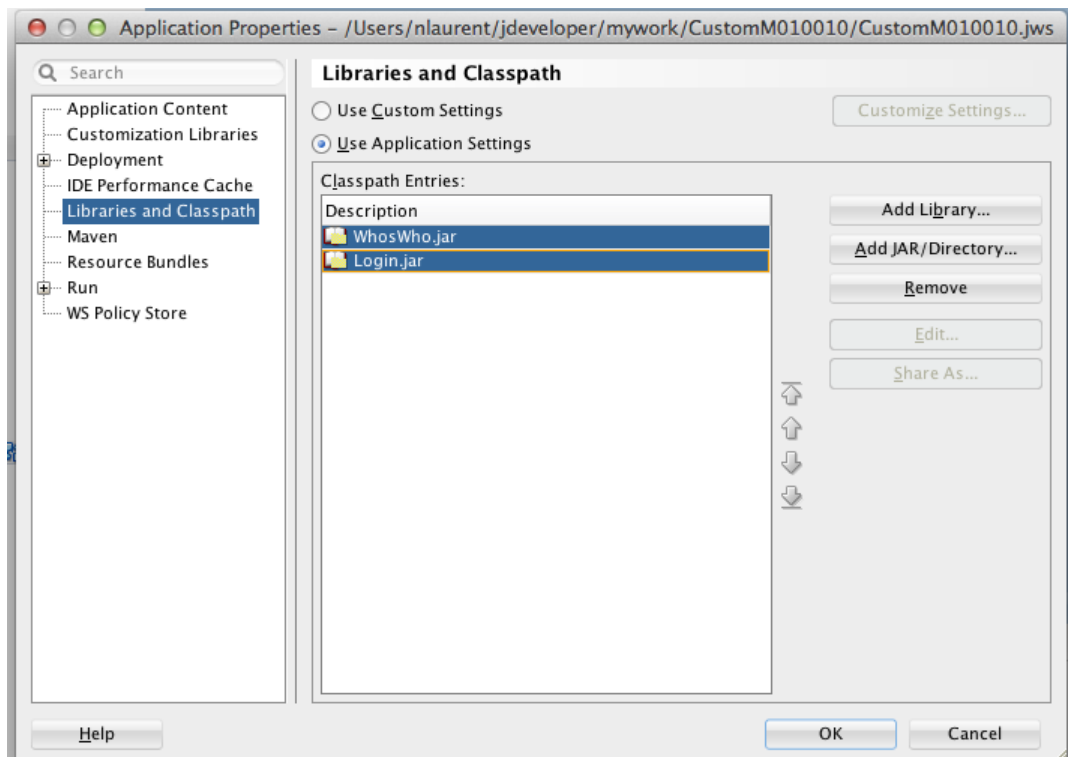 Application Properties – /Users/nlaurent/jdeveloper/mywork/CustomM010010/CustomM010010.jws
Search
Application Content
Customization Libraries
Deployment
IDE Performance Cache
Libraries and Classpath
Maven
Resource Bundles
Run
WS Policy Store
Libraries and Classpath
Use Custom Settings
Customize Settings...
Use Application Settings
Classpath Entries:
Description
WhosWho.jar
Login.jar
Add Library...
Add JAR/Directory...
Remove
Edit...
Share As...
Help
OK
Cancel